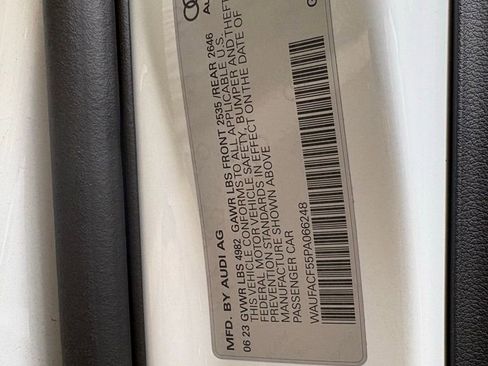 MFD. BY AUDI AG
06 23 GVWR LBS 4982 GAWR LBS FRONT 2535 /REAR 2646
THIS VEHICLE CONFORMS TO ALL APPLICABLE U.S.
FEDERAL MOTOR VEHICLE SAFETY, BUMPER AND THEFT
PREVENTION STANDARDS IN EFFECT ON THE DATE OF
MANUFACTURE SHOWN ABOVE
PASSENGER CAR
WAUFACF55PA066248